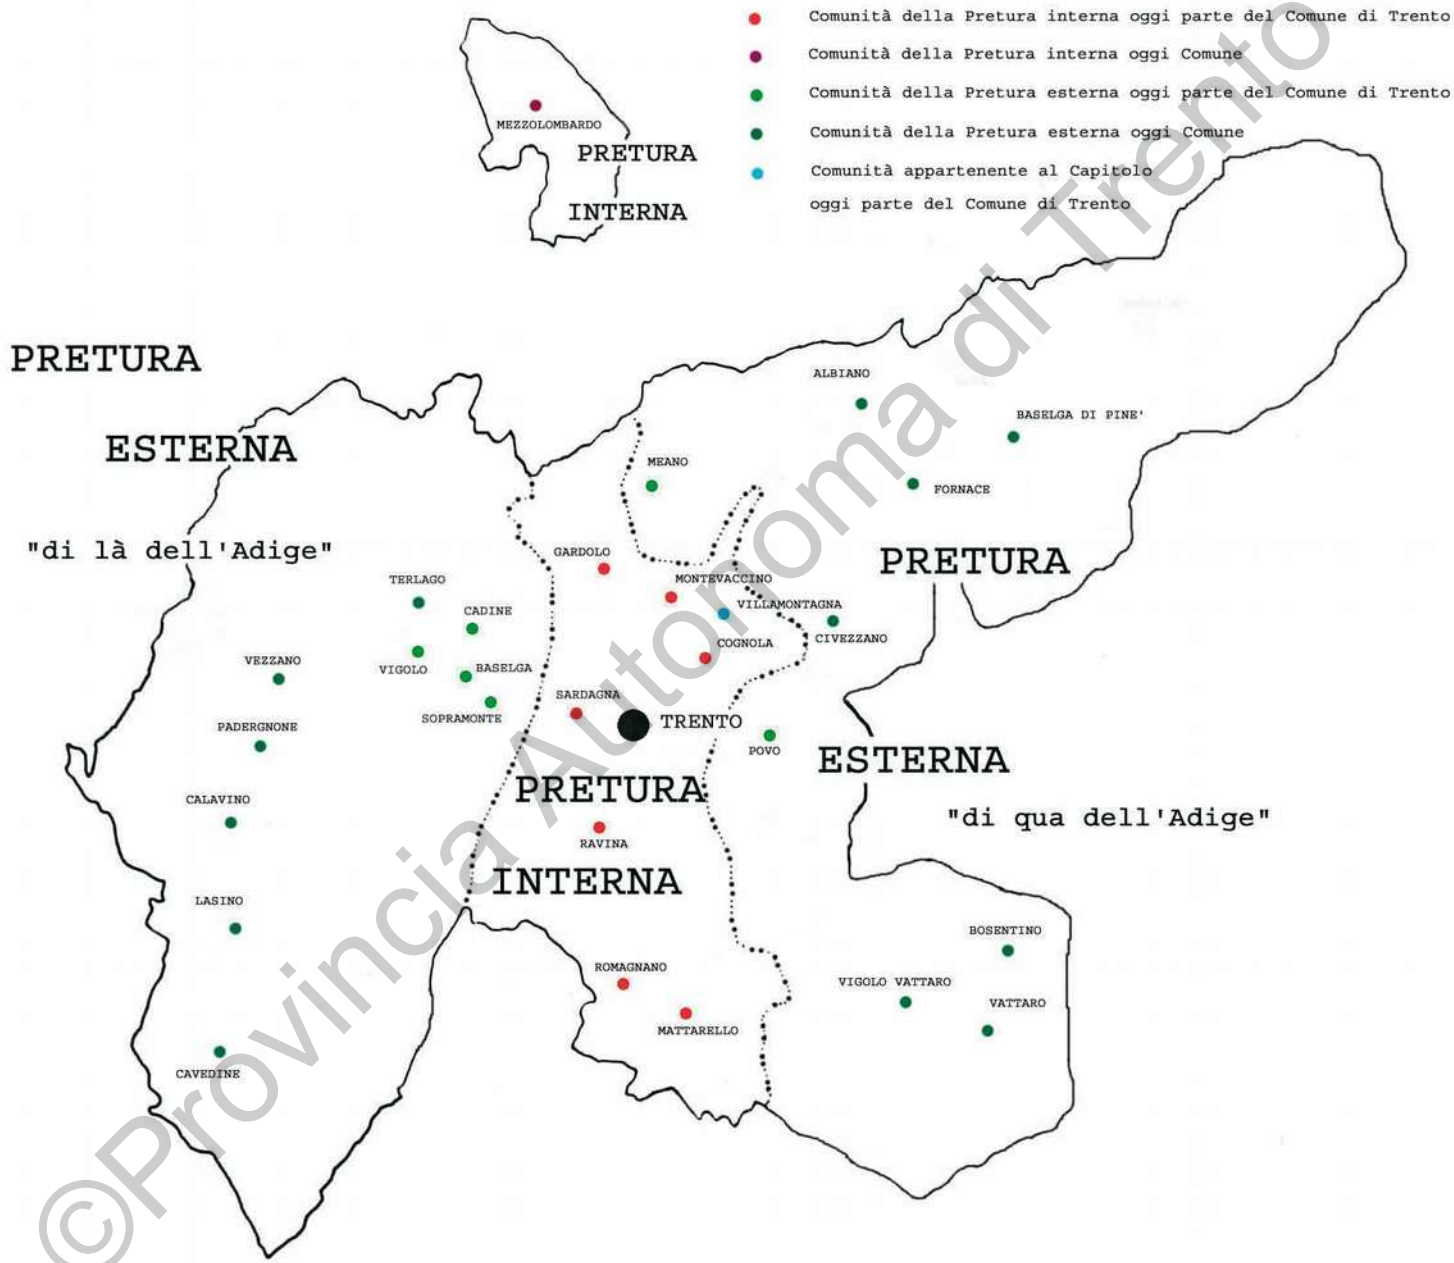 Comunità della Pretura interna oggi parte del Comune di Trento
Comunità della Pretura interna oggi Comune
Comunità della Pretura esterna oggi parte del Comune di Trento
Comunità della Pretura esterna oggi Comune
Comunità appartenente al Capitolo
oggi parte del Comune di Trento
MEZZOLOMBARDO
PRETURA
INTERNA
PRETURA
ESTERNA
"di là dell'Adige"
ALBIANO
BASELGA DI PINE'
MEANO
FORNACE
GARDOLO
PRETURA
TERLAGO
MONTEVACCINO
CADINE
VILLAMONTAGNA
CIVEZZANO
COGNOLA
VEZZANO
VIGOLO
BASELGA
SARDAGNA
SOPRAMONTE
TRENTO
PADERGNONE
POVO
ESTERNA
PRETURA
CALAVINO
"di qua dell'Adige"
RAVINA
INTERNA
LASINO
BOSENTINO
ROMAGNANO
VIGOLO VATTARO
VATTARO
MATTARELLO
CAVEDINE
©Provincia Autonoma di Trento